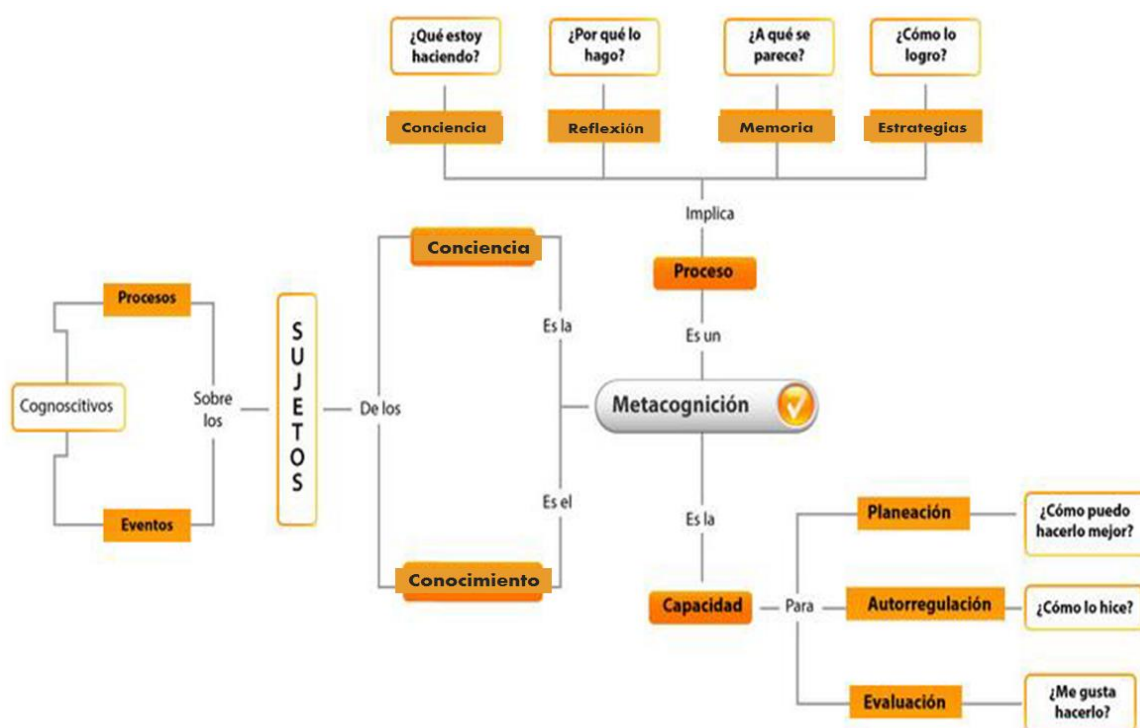 ¿Qué estoy
haciendo?
¿Por qué lo
hago?
¿A qué se
parece?
¿Cómo lo
logro?
Conciencia
Reflexión
Memoria
Estrategias
Implica
Conciencia
Proceso
Procesos
Es la
Es un
SUJETOS
Cognoscitivos
Sobre
los
De los
Metacognición
Eventos
Es el
Es la
Planeación
¿Cómo puedo
hacerlo mejor?
Conocimiento
Capacidad
Para
Autorregulación
¿Cómo lo hice?
Evaluación
¿Me gusta
hacerlo?